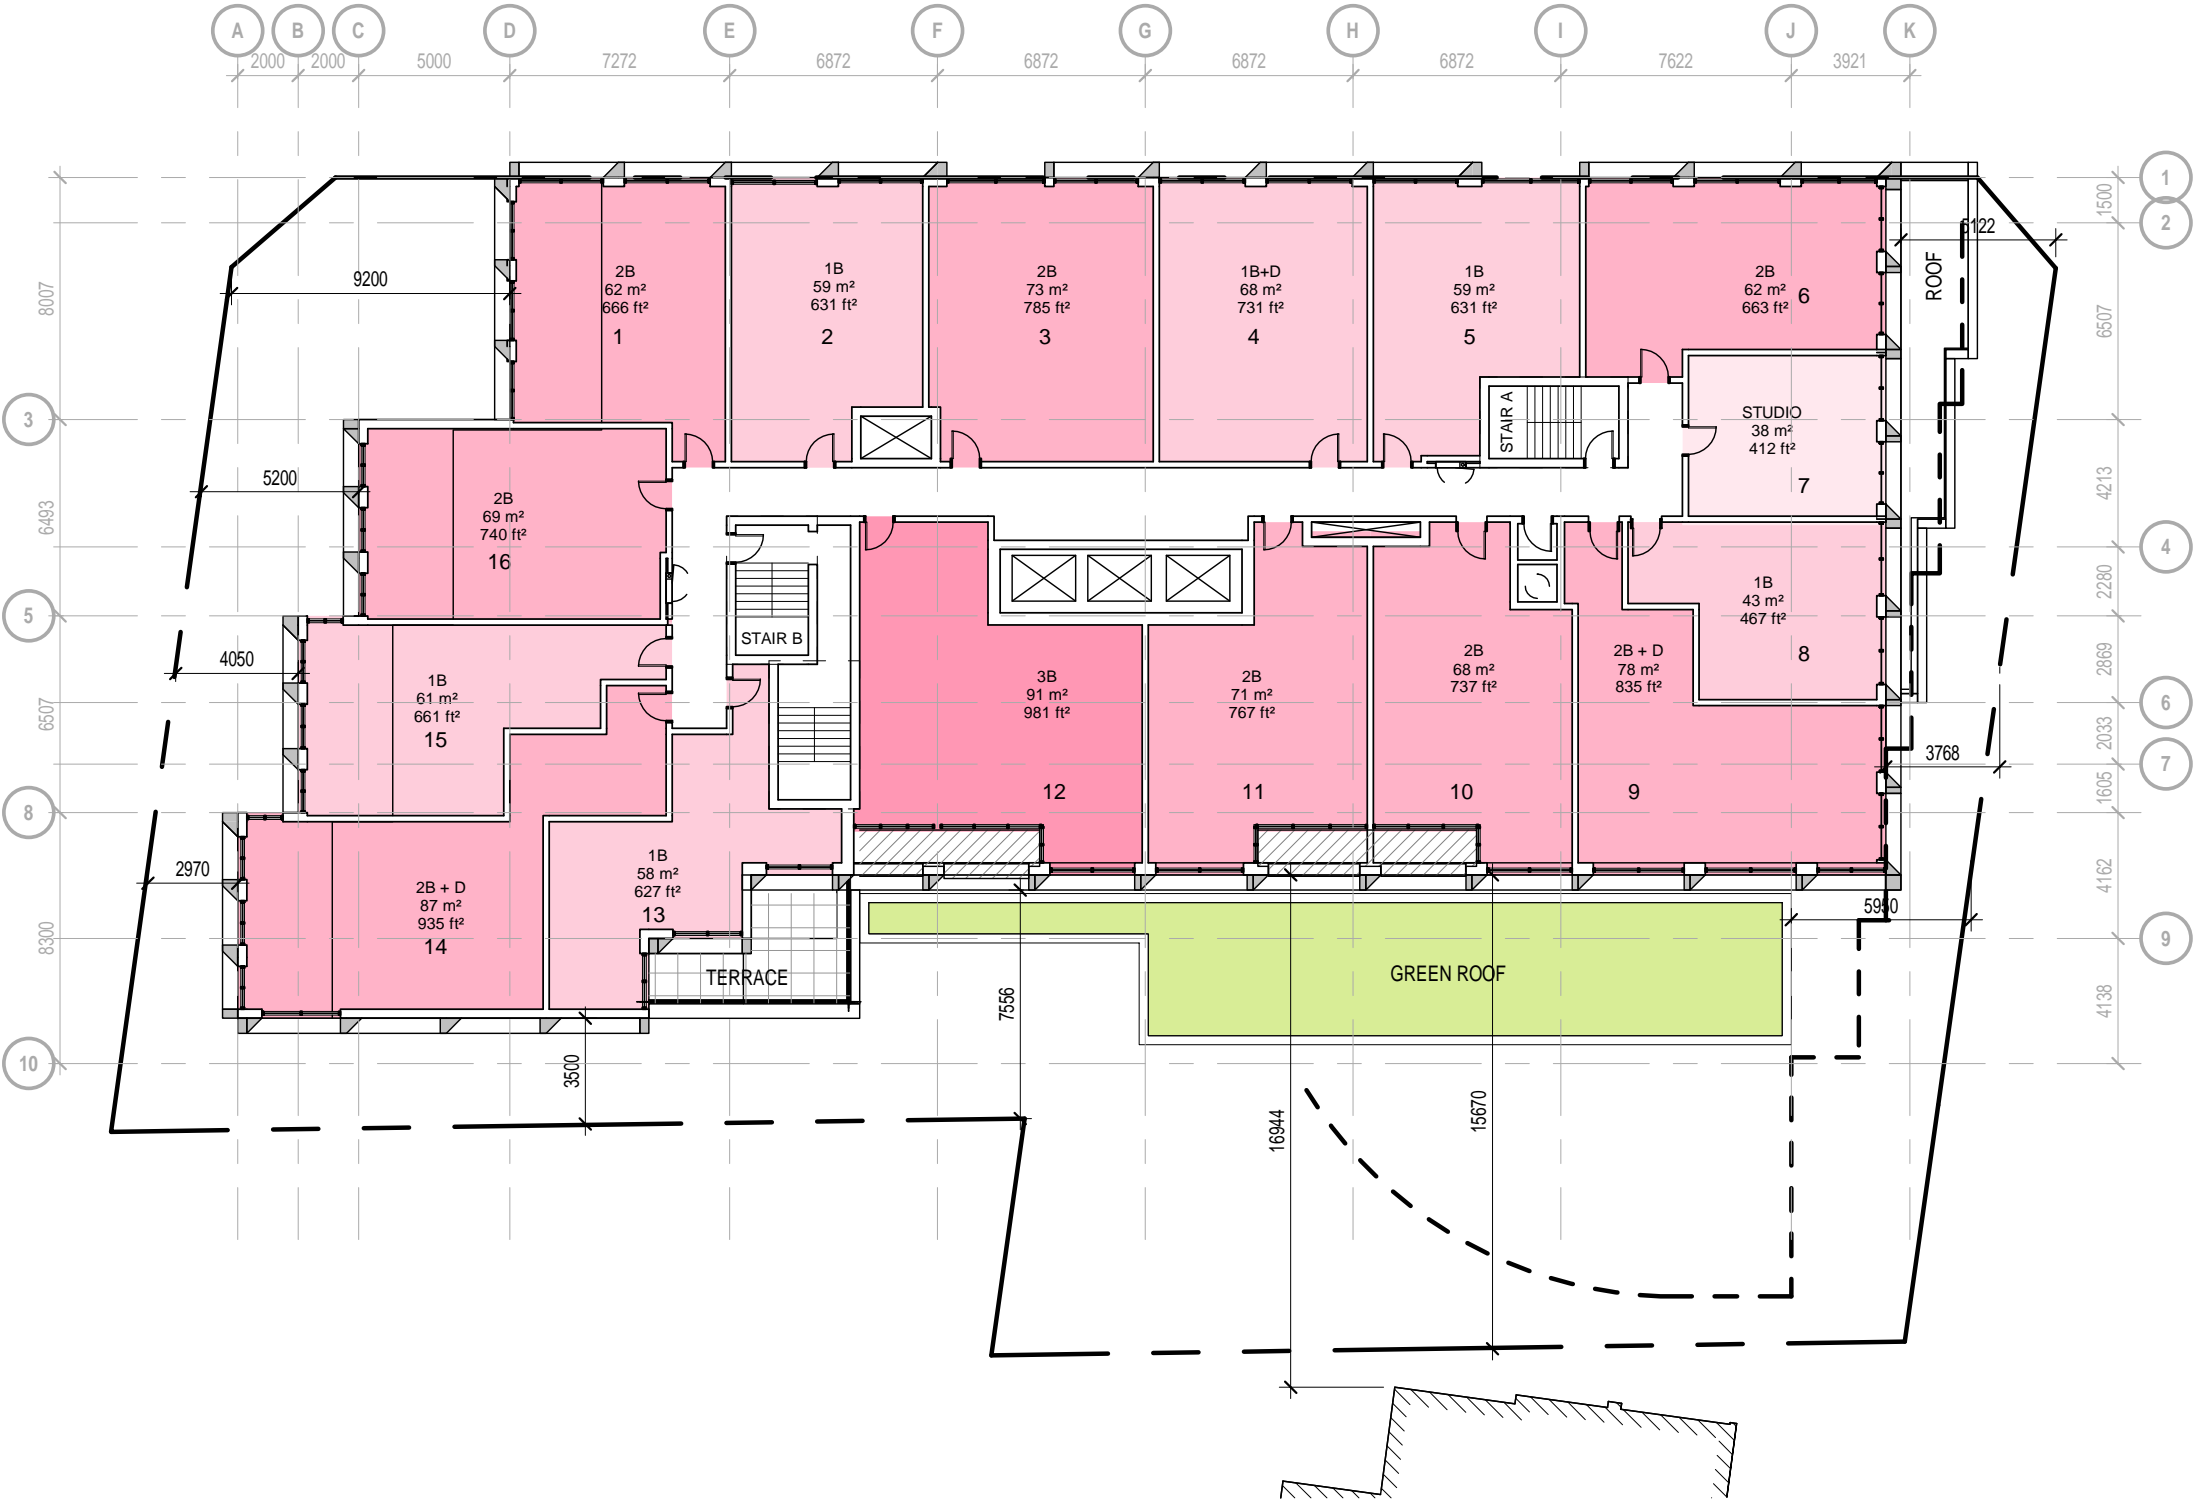 A B C D E F G H I J K
2000 2000 5000 7272 6872 6872 6872 6872 7622 3921
1
1500
2
5122
ROOF
9200
8007
6507
2B
62 m²
666 ft²
1
1B
59 m²
631 ft²
2
2B
73 m²
785 ft²
3
1B+D
68 m²
731 ft²
4
1B
59 m²
631 ft²
5
2B
62 m²
663 ft²
6
3
STAIR A
STUDIO
38 m²
412 ft²
7
4213
5200
6493
2B
69 m²
740 ft²
16
4
2280
5
STAIR B
1B
43 m²
467 ft²
8
4050
6507
1B
61 m²
661 ft²
15
3B
91 m²
981 ft²
12
2B
71 m²
767 ft²
11
2B
68 m²
737 ft²
10
2B + D
78 m²
835 ft²
9
2869
6
2033
3768
7
1605
8
2970
2B + D
87 m²
935 ft²
14
1B
58 m²
627 ft²
13
4162
5950
8300
9
TERRACE
GREEN ROOF
7556
4138
3500
10
16944
15670